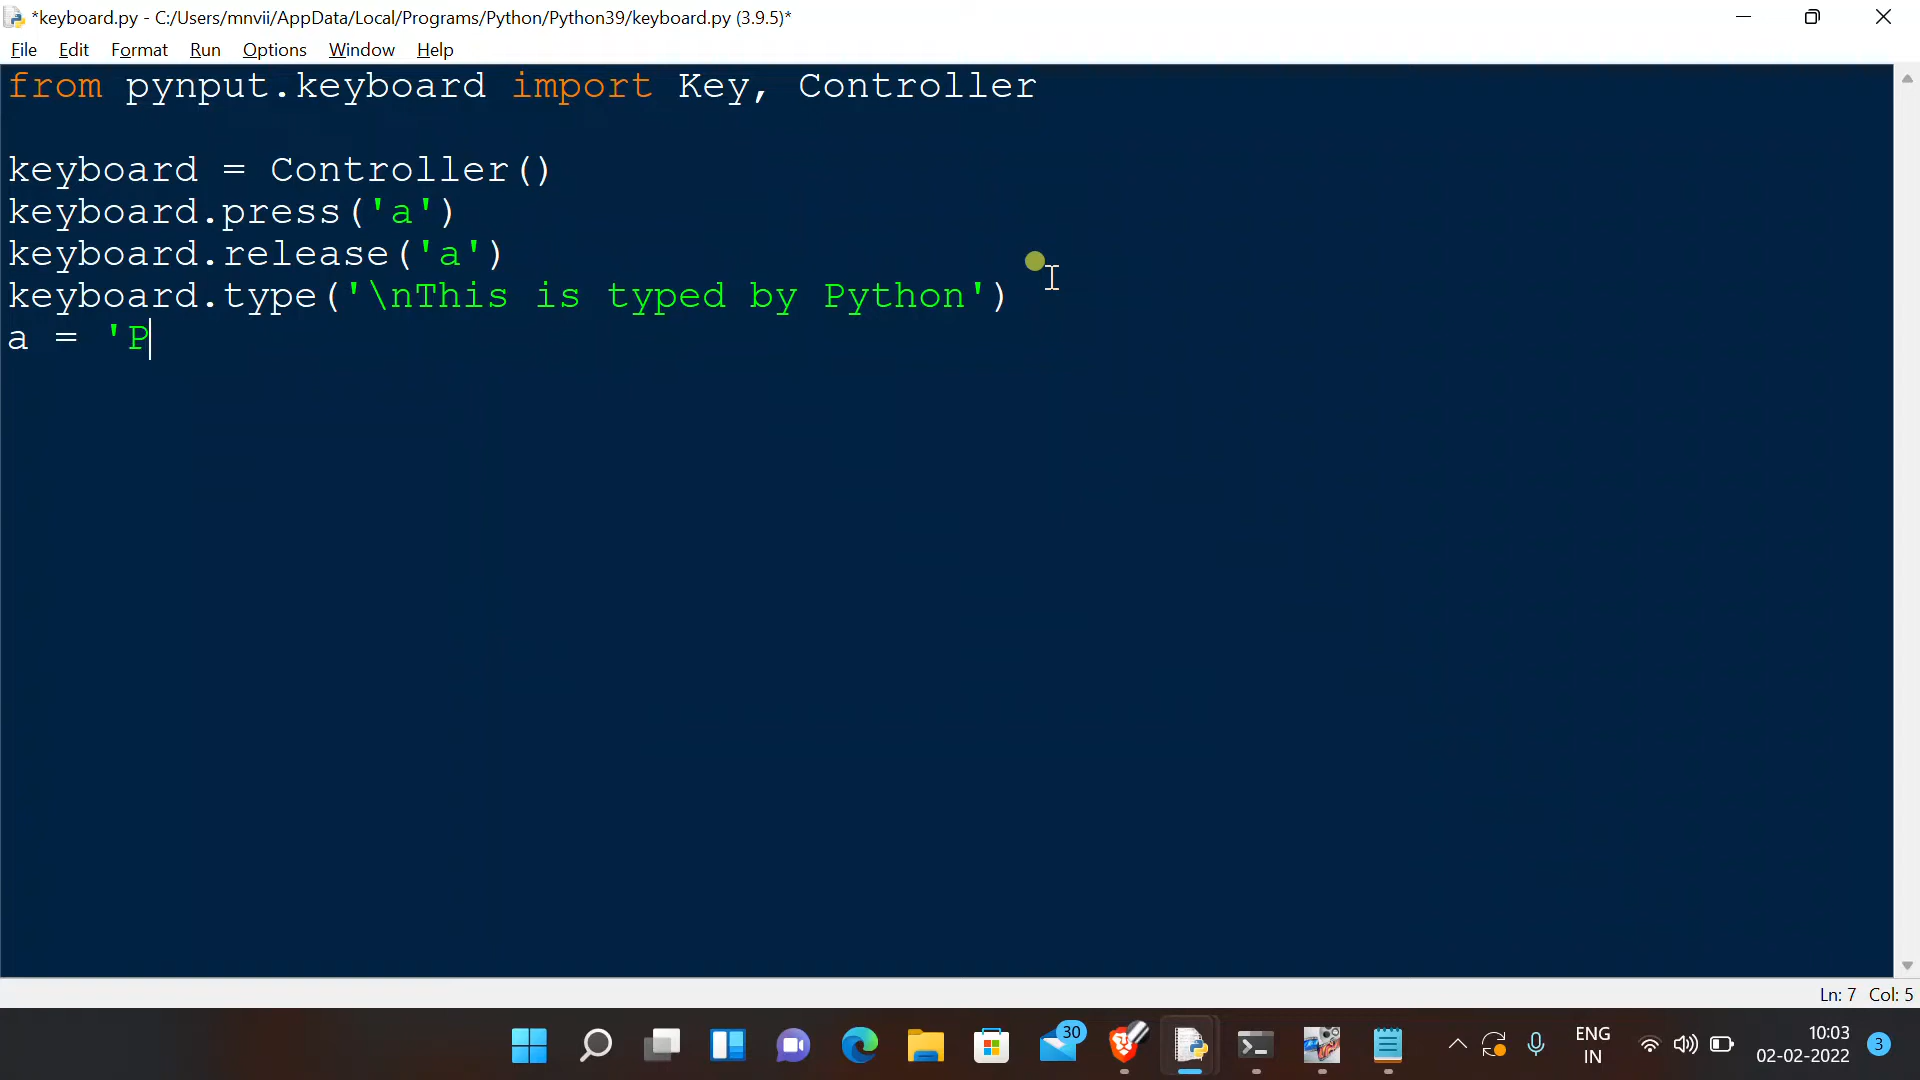 *keyboard.py - C:/Users/mnvii/AppData/Local/Programs/Python/Python39/keyboard.py (3.9.5)*
File Edit Format Run Options Window Help
from pynput.keyboard import Key, Controller
keyboard = Controller()
keyboard.press('a')
keyboard.release('a')
keyboard.type('\nThis is typed by Python')
a = 'P
Ln: 7 Col: 5
30
ENG
IN
10:03
02-02-2022
3